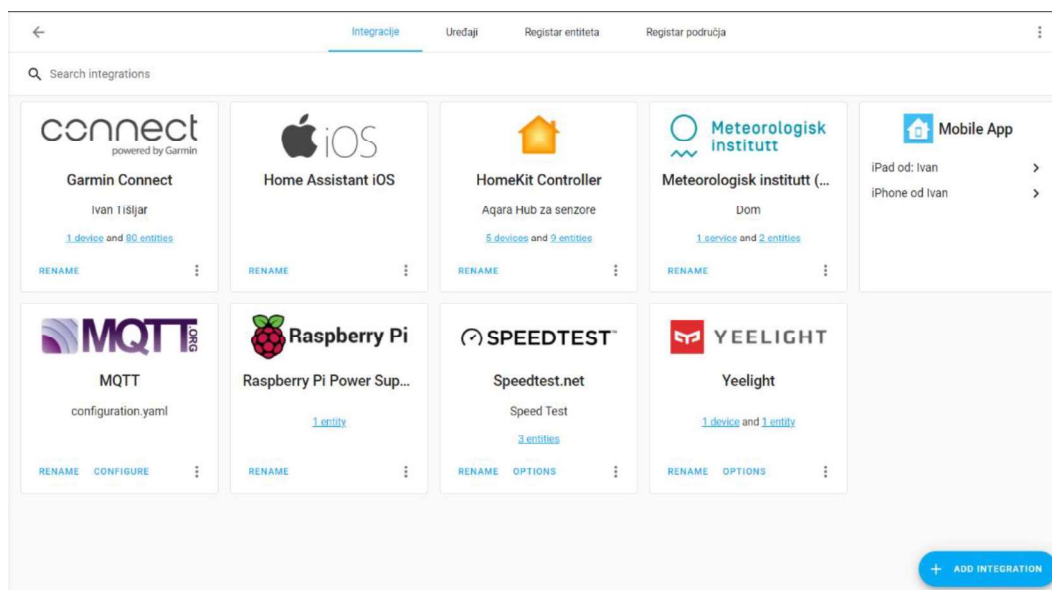 Integracije
Uređaji
Registar entiteta
Registar područja
Search integrations
connect
powered by Garmin
Garmin Connect
Ivan Tišljar
1 device and 80 entities
RENAME
iOS
Home Assistant iOS
RENAME
HomeKit Controller
Aqara Hub za senzore
5 devices and 9 entities
RENAME
Meteorologisk
institutt
Meteorologisk institutt (...
Dom
1 service and 2 entities
RENAME
Mobile App
iPad od: Ivan
iPhone od Ivan
MQTT.ORG
MQTT
configuration.yaml
RENAME CONFIGURE
Raspberry Pi
Raspberry Pi Power Sup...
1 entity
RENAME
SPEEDTEST™
Speedtest.net
Speed Test
3 entities
RENAME OPTIONS
YEELIGHT
Yeelight
1 device and 1 entity
RENAME OPTIONS
+ ADD INTEGRATION